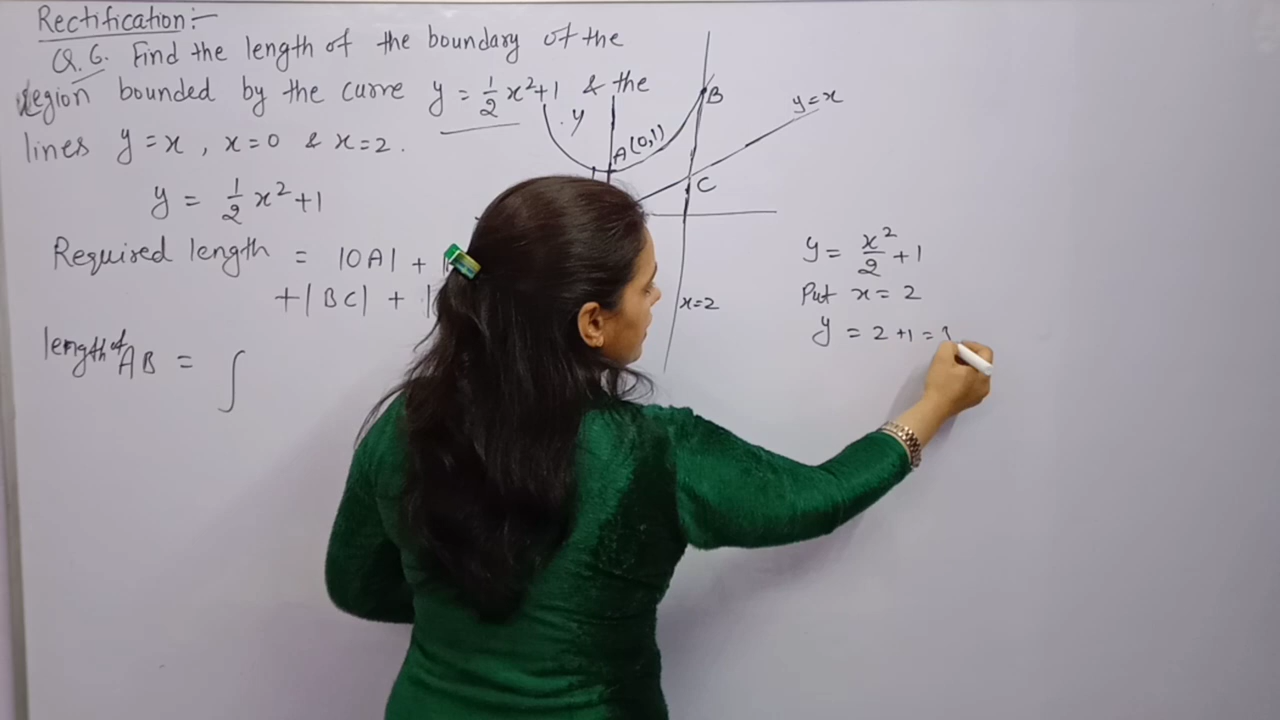 Rectification:-
Q.6. Find the length of the boundary of the
region bounded by the curve y = 1/2 x² + 1 & the
lines y = x, x = 0 & x = 2.
y = 1/2 x² + 1
Required length = |OA| +
+ |BC| +
length of AB = ∫
y
A(0,1)
B
y=x
C
x=2
y = x²/2 + 1
Put x = 2
y = 2 + 1 =